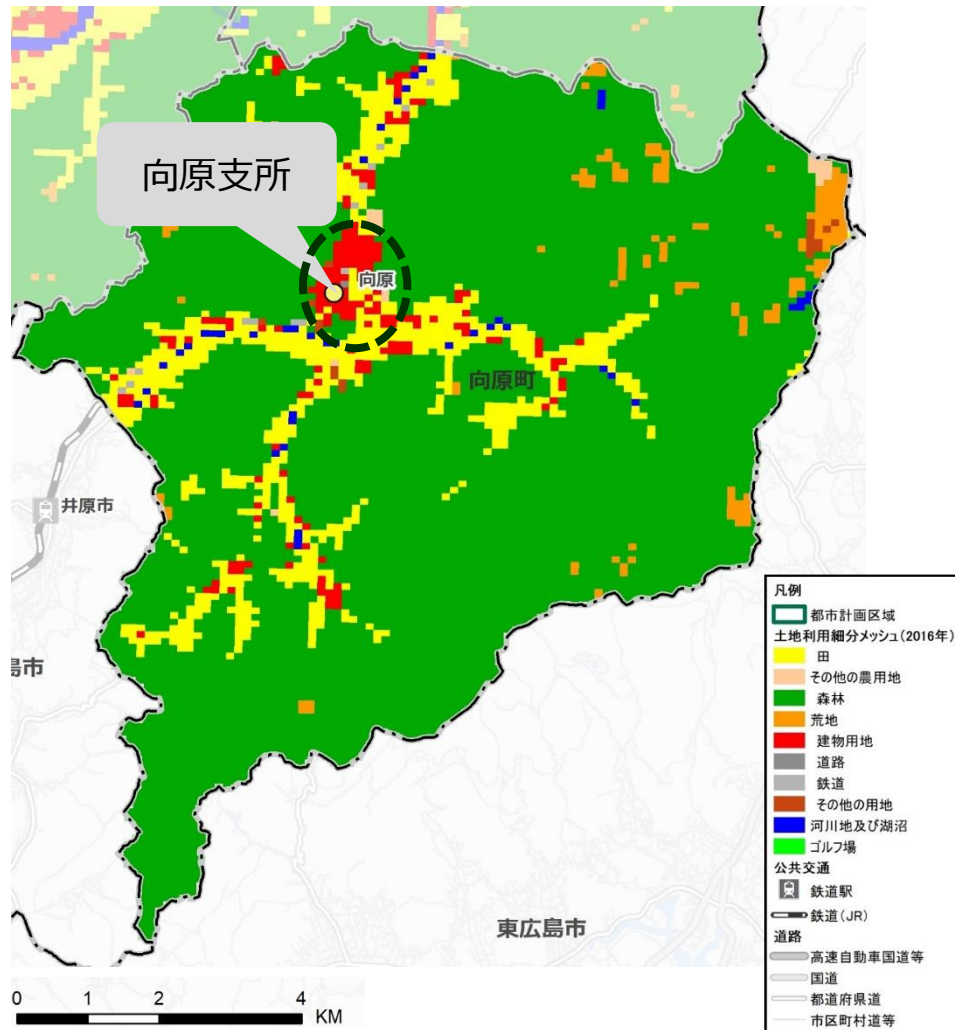 向原支所
向原
向原町
井原市
島市
東広島市
凡例
都市計画区域
土地利用細分メッシュ(2016年)
田
その他の農用地
森林
荒地
建物用地
道路
鉄道
その他の用地
河川地及び湖沼
ゴルフ場
公共交通
鉄道駅
鉄道(JR)
道路
高速自動車国道等
国道
都道府県道
市区町村道等
0 1 2 4
KM